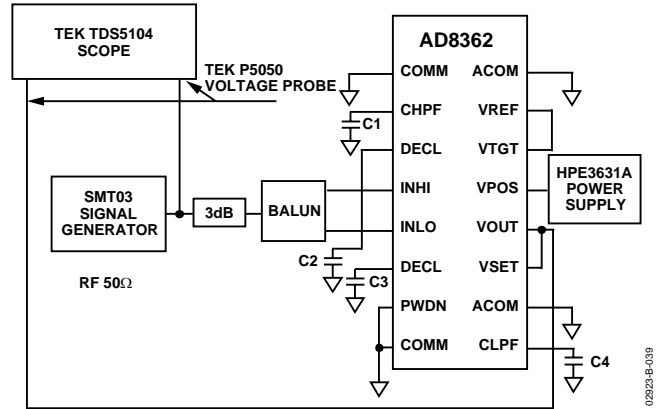 TEK TDS5104
SCOPE
TEK P5050
VOLTAGE PROBE
SMT03
SIGNAL
GENERATOR
RF 50Ω
3dB
BALUN
C1
C2
C3
AD8362
COMM ACOM
CHPF VREF
DECL VTGT
INHI VPOS
INLO VOUT
DECL VSET
PWDN ACOM
COMM CLPF
HPE3631A
POWER
SUPPLY
C4
02923-B-039